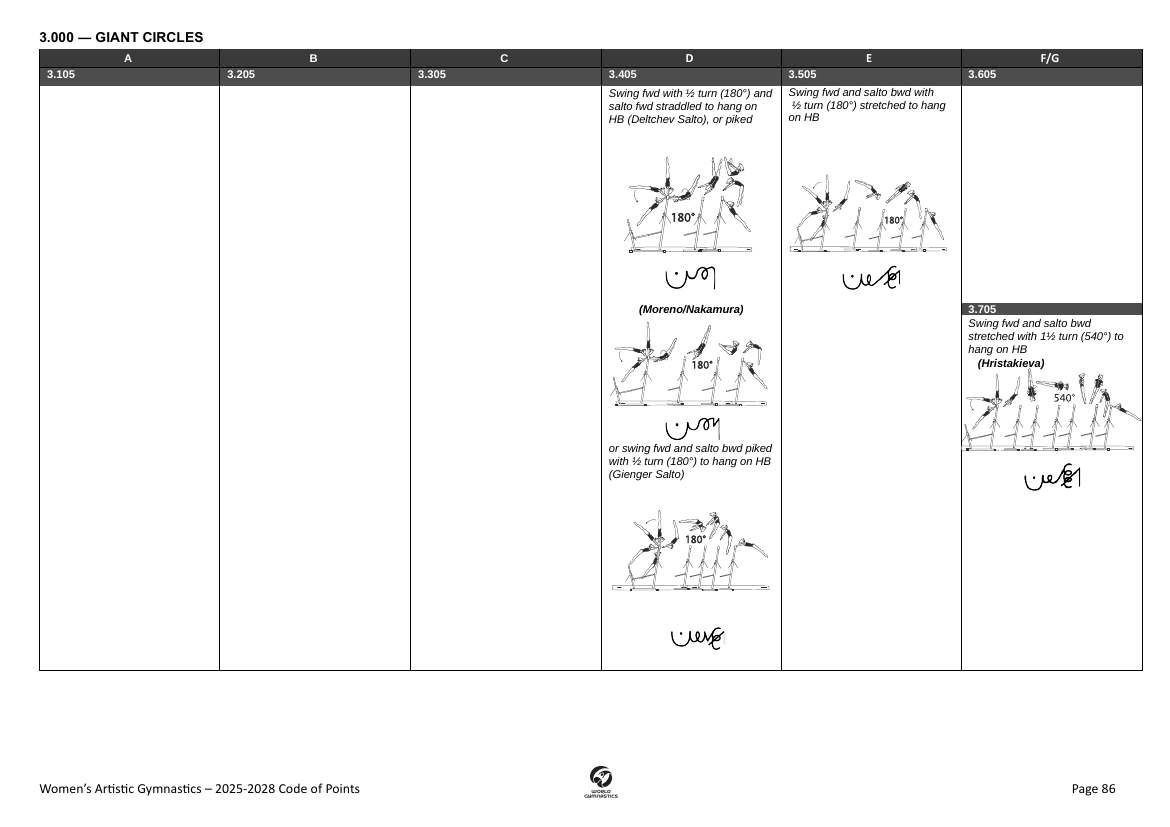 3.000 — GIANT CIRCLES
A B C D E F/G
3.105 3.205 3.305 3.405 3.505 3.605
Swing fwd with ½ turn (180°) and
salto fwd straddled to hang on
HB (Deltchev Salto), or piked
180°
(Moreno/Nakamura)
180°
or swing fwd and salto bwd piked
with ½ turn (180°) to hang on HB
(Gienger Salto)
180°
Swing fwd and salto bwd with
½ turn (180°) stretched to hang
on HB
180°
3.705
Swing fwd and salto bwd
stretched with 1½ turn (540°) to
hang on HB
(Hristakieva)
540°
Women's Artistic Gymnastics – 2025-2028 Code of Points
WORLD
GYMNASTICS
Page 86